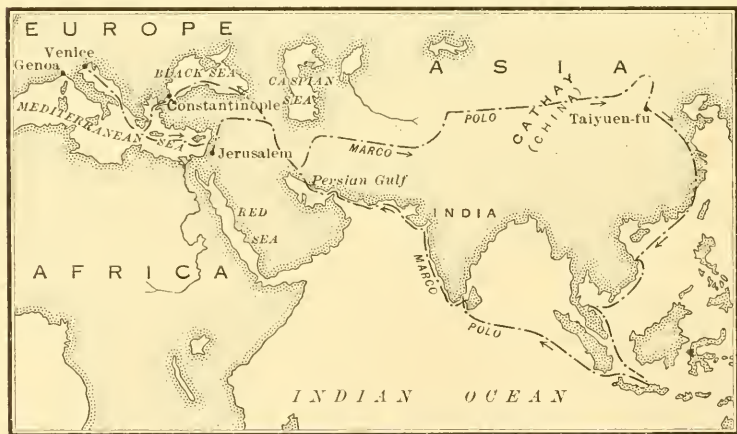 EUROPE
Venice
Genoa
BLACK SEA
CASPIAN
SEA
ASIA
CATHAY
(CHINA)
Constantinople
MEDITERRANEAN SEA
POLO
Taiyuen-fu
MARCO
Jerusalem
Persian Gulf
INDIA
RED
SEA
AFRICA
MARCO
POLO
INDIAN OCEAN